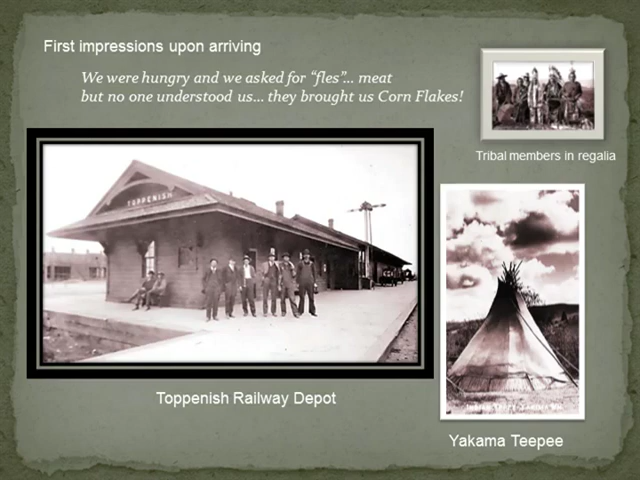 First impressions upon arriving
We were hungry and we asked for “fles”... meat
but no one understood us... they brought us Corn Flakes!
Tribal members in regalia
TOPPENISH
Toppenish Railway Depot
Yakama Teepee